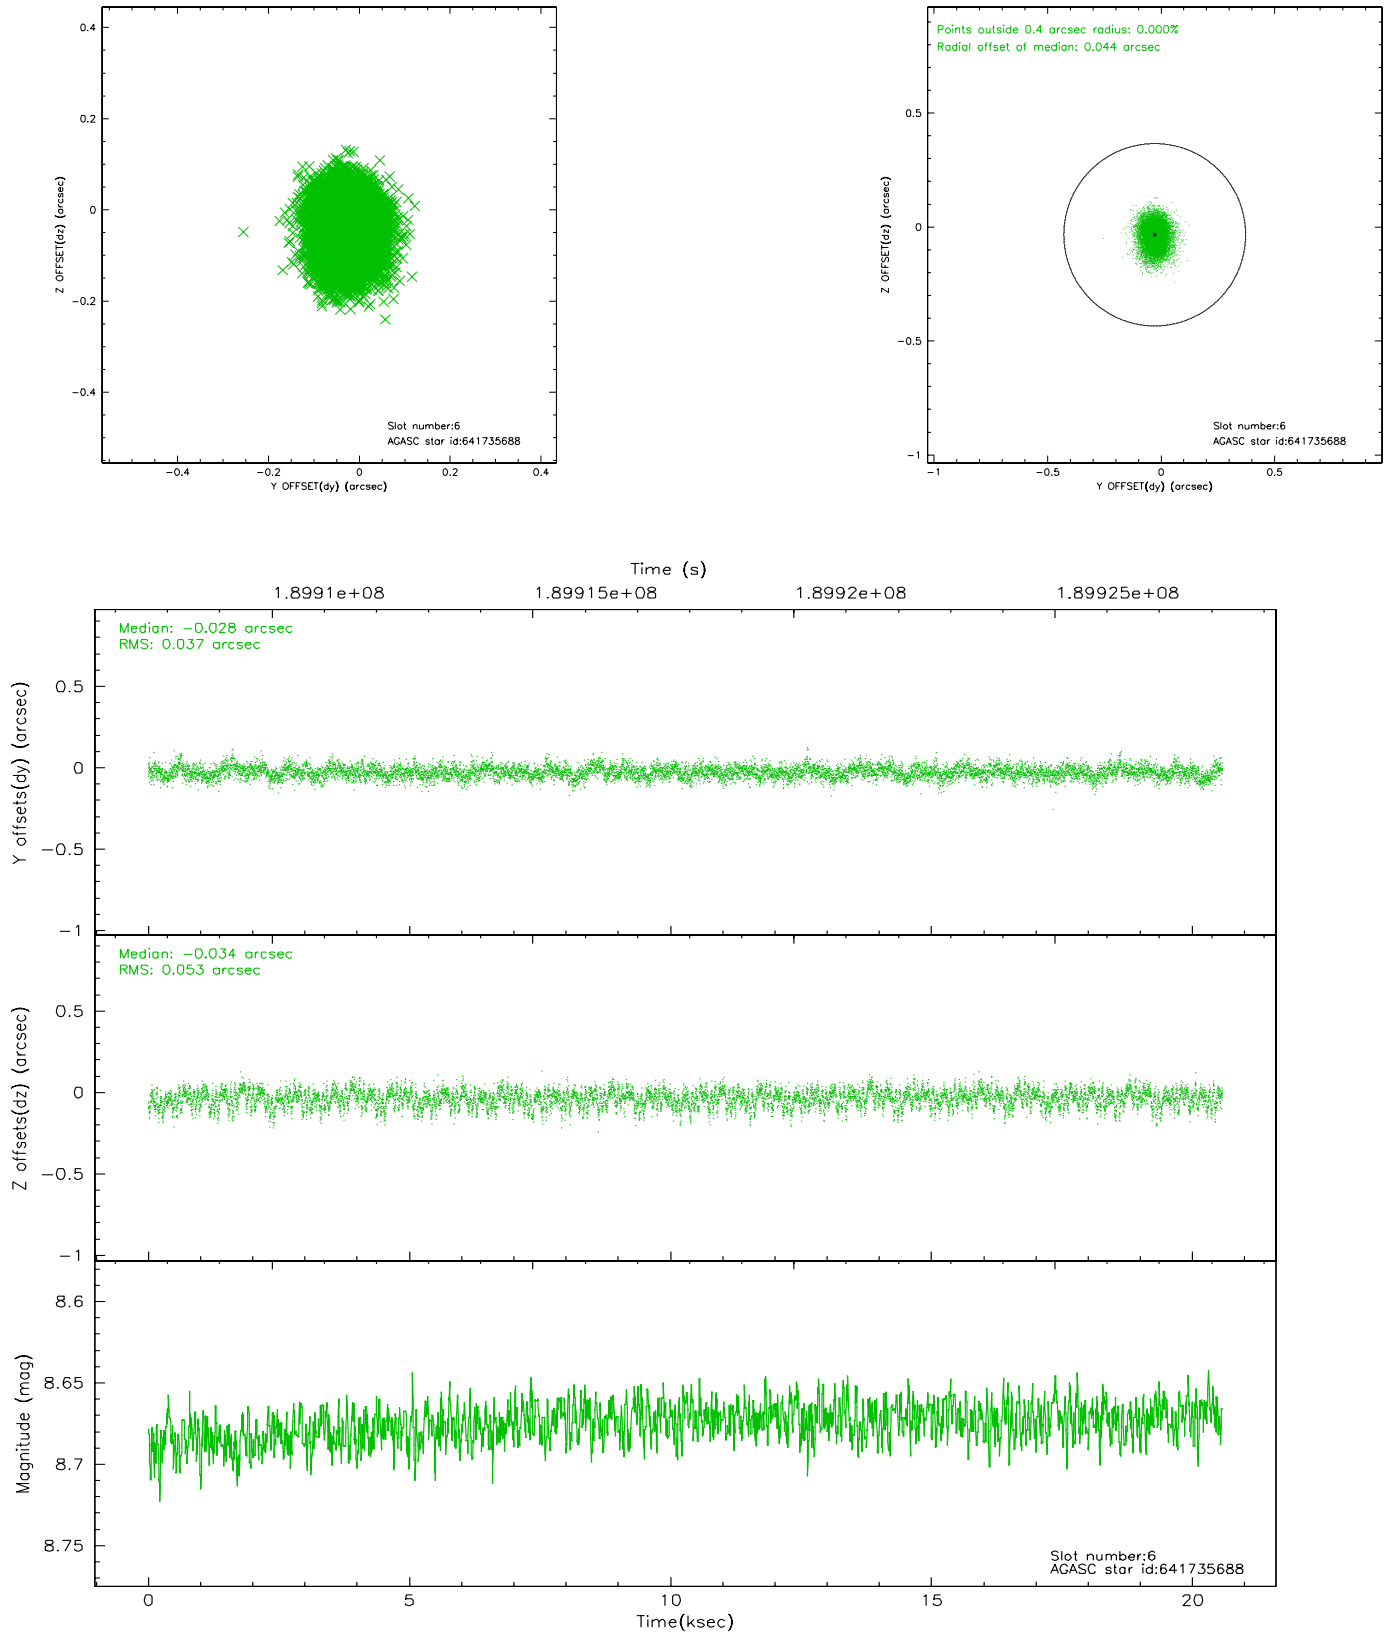 0.4
0.2
0
−0.2
−0.4
Z OFFSET(dz) (arcsec)
Slot number:6
AGASC star id:641735688
−0.4 −0.2 0 0.2 0.4
Y OFFSET(dy) (arcsec)
Points outside 0.4 arcsec radius: 0.000%
Radial offset of median: 0.044 arcsec
0.5
0
−0.5
−1
Z OFFSET(dz) (arcsec)
Slot number:6
AGASC star id:641735688
−1 −0.5 0 0.5
Y OFFSET(dy) (arcsec)
Time (s)
1.8991e+08 1.89915e+08 1.8992e+08 1.89925e+08
Median: −0.028 arcsec
RMS: 0.037 arcsec
0.5
0
−0.5
−1
Y offsets(dy) (arcsec)
Median: −0.034 arcsec
RMS: 0.053 arcsec
0.5
0
−0.5
−1
Z offsets(dz) (arcsec)
8.6
8.65
8.7
8.75
Magnitude (mag)
Slot number:6
AGASC star id:641735688
0 5 10 15 20
Time(ksec)